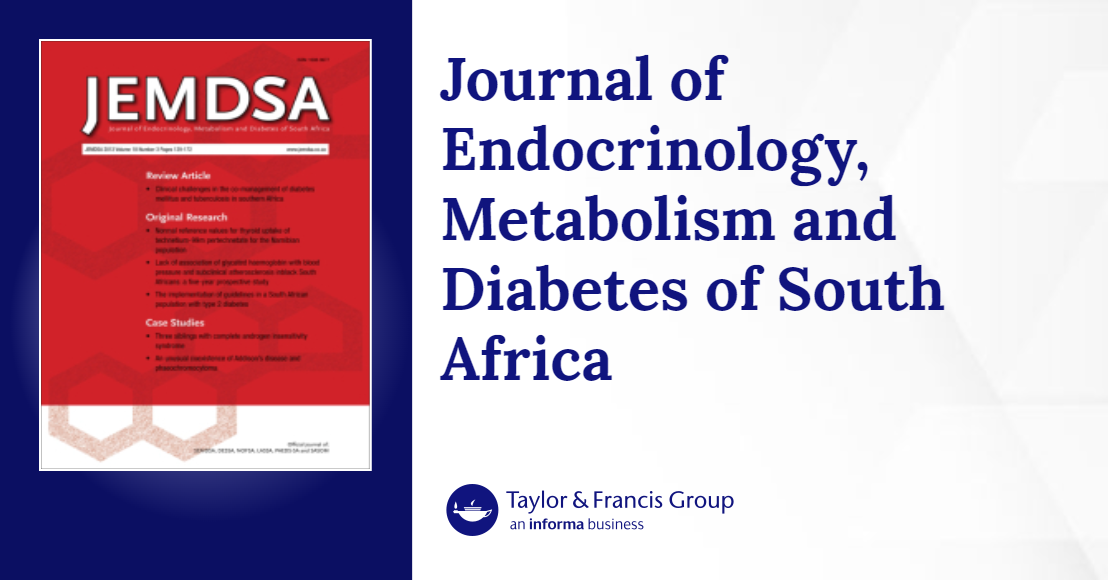 JEMDSA
Journal of Endocrinology, Metabolism and Diabetes of South Africa
www.jemdsa.co.za
Review Article
• Clinical challenges in the co-management of diabetes
mellitus and tuberculosis in southern Africa
Original Research
• Normal reference values for thyroid uptake of
technetium-99m pertechnetate for the Namibian
population
• Lack of association of glycated haemoglobin with blood
pressure and subclinical atherosclerosis in black South
Africans: a five year prospective study
• The implementation of guidelines in a South African
population with type 2 diabetes
Case Studies
• Three siblings with complete androgen insensitivity
syndrome
• An unusual coexistence of Addison's disease and
phaeochromocytoma
Official journal of:
Journal of
Endocrinology,
Metabolism and
Diabetes of South
Africa
Taylor & Francis Group
an informa business